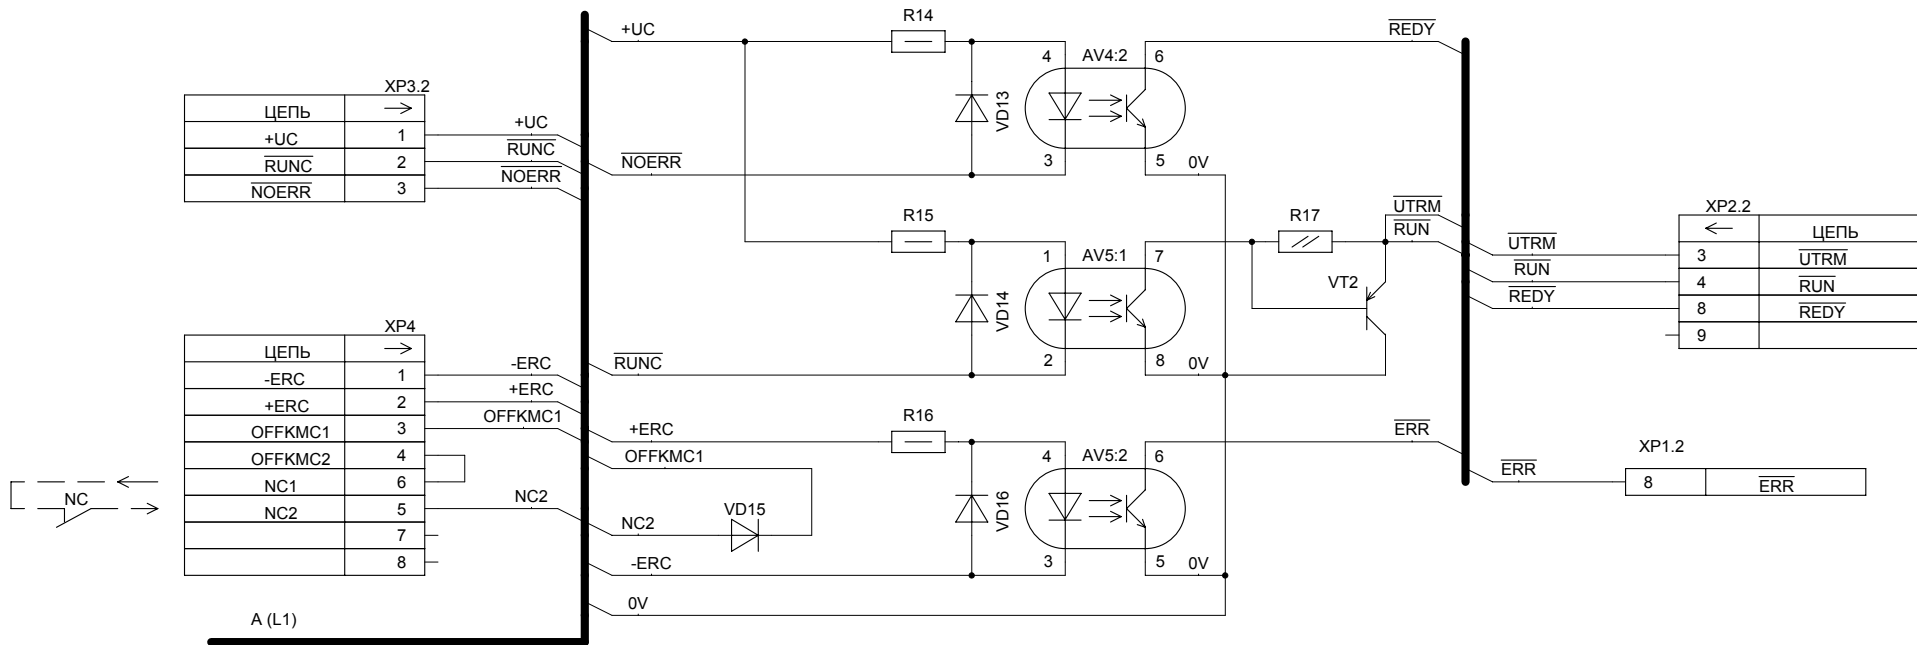 +UC
R14
REDY
XP3.2
4
AV4:2
6
ЦЕПЬ
+UC
1
+UC
VD13
RUNC
2
RUNC
NOERR
3
5
0V
NOERR
3
NOERR
UTRM
XP2.2
R15
R17
RUN
ЦЕПЬ
1
AV5:1
7
UTRM
3
UTRM
VT2
RUN
4
RUN
VD14
REDY
8
REDY
XP4
9
ЦЕПЬ
-ERC
RUNC
2
8
0V
-ERC
1
+ERC
+ERC
2
OFFKMC1
R16
OFFKMC1
3
+ERC
ERR
XP1.2
OFFKMC2
4
OFFKMC1
4
AV5:2
6
ERR
8
ERR
NC1
6
NC
NC2
5
NC2
VD15
VD16
NC2
7
8
-ERC
3
5
0V
0V
A (L1)